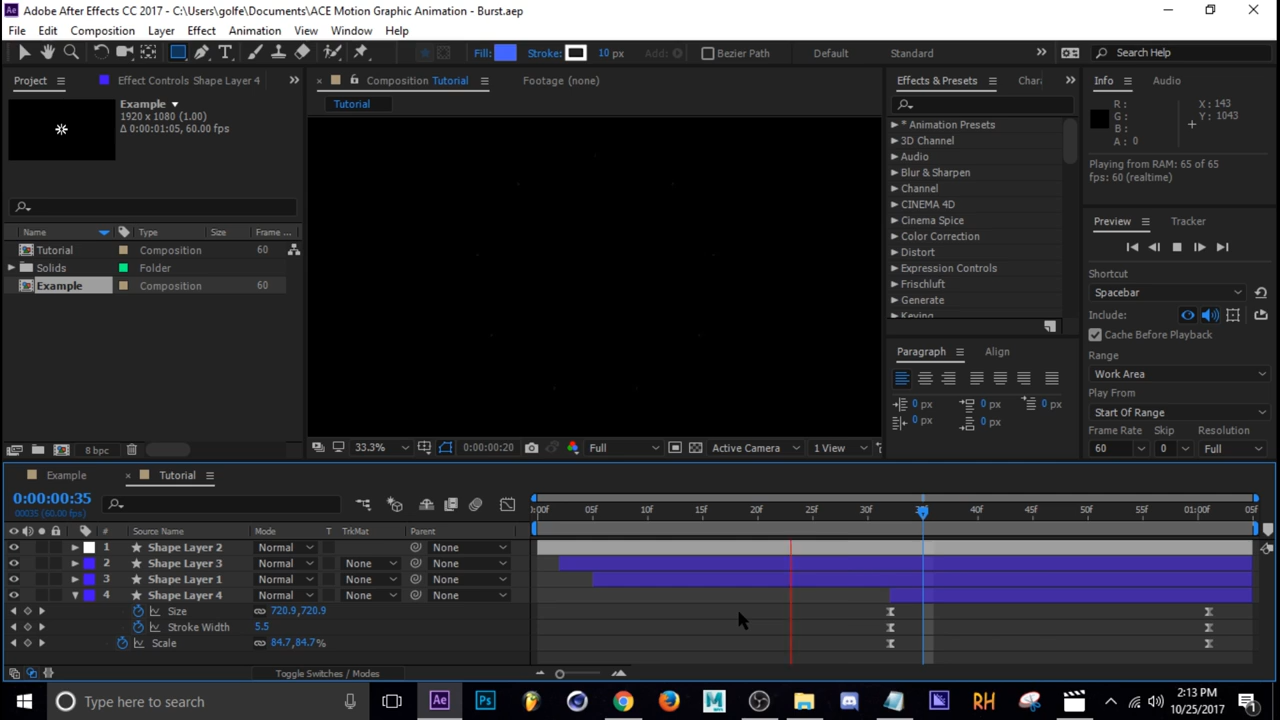 Ae Adobe After Effects CC 2017 - C:\Users\golfe\Documents\ACE Motion Graphic Animation - Burst.aep
File Edit Composition Layer Effect Animation View Window Help
Fill: Stroke: 10 px Add: Bezier Path Default Standard Search Help
Project Effect Controls Shape Layer 4
Example
1920 x 1080 (1.00)
Δ 0:00:01:05, 60.00 fps
Name Type Size Frame ...
Tutorial Composition 60
Solids Folder
Example Composition 60
8 bpc
Composition Tutorial Footage (none)
Tutorial
33.3% 0:00:00:20 Full Active Camera 1 View
Effects & Presets Chara
* Animation Presets
3D Channel
Audio
Blur & Sharpen
Channel
CINEMA 4D
Cinema Spice
Color Correction
Distort
Expression Controls
Frischluft
Generate
Keying
Paragraph Align
0 px 0 px 0 px
0 px 0 px
Info Audio
R :
G :
B :
A : 0
X : 143
Y : 1043
Playing from RAM: 65 of 65
fps: 60 (realtime)
Preview Tracker
Shortcut
Spacebar
Include:
Cache Before Playback
Range
Work Area
Play From
Start Of Range
Frame Rate Skip Resolution
60 0 Full
Example Tutorial
0:00:00:35
00035 (60.00 fps)
:00F 05F 10F 15F 20F 25F 30F 40F 50F 55F 01:00F 05F
# Source Name Mode T TrkMat Parent
1 Shape Layer 2 Normal None
2 Shape Layer 3 Normal None None
3 Shape Layer 1 Normal None None
4 Shape Layer 4 Normal None None
Size 720.9,720.9
Stroke Width 5.5
Scale 84.7,84.7%
Toggle Switches / Modes
Type here to search Ae Ps M RH 2:13 PM
10/25/2017 1